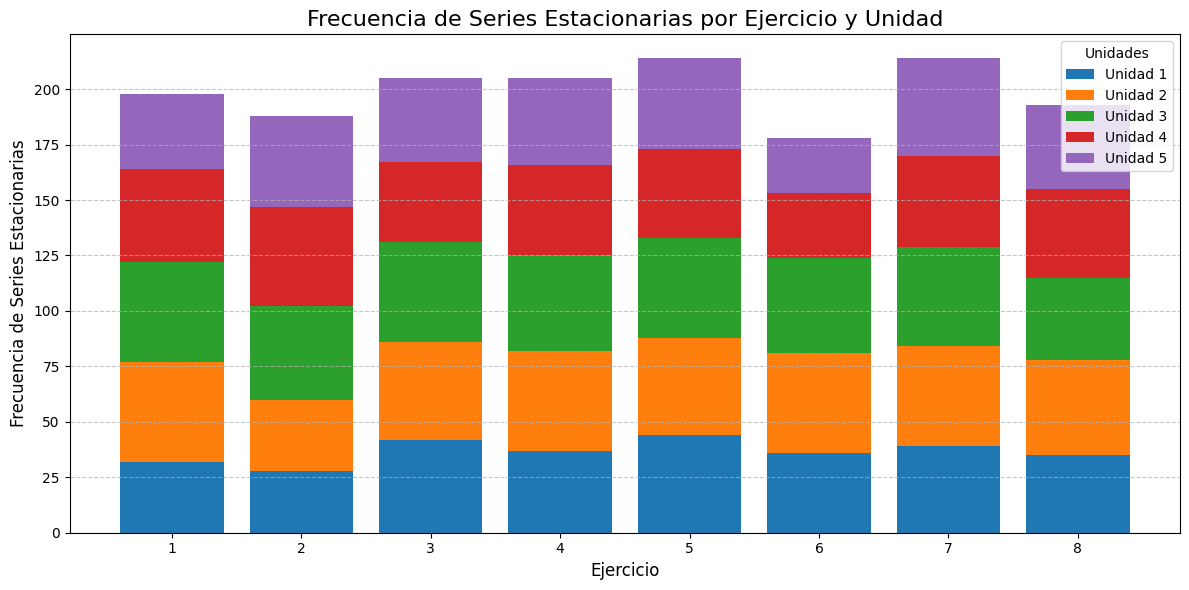 Frecuencia de Series Estacionarias por Ejercicio y Unidad
Frecuencia de Series Estacionarias
200
175
150
125
100
75
50
25
0
Unidades
Unidad 1
Unidad 2
Unidad 3
Unidad 4
Unidad 5
1 2 3 4 5 6 7 8
Ejercicio